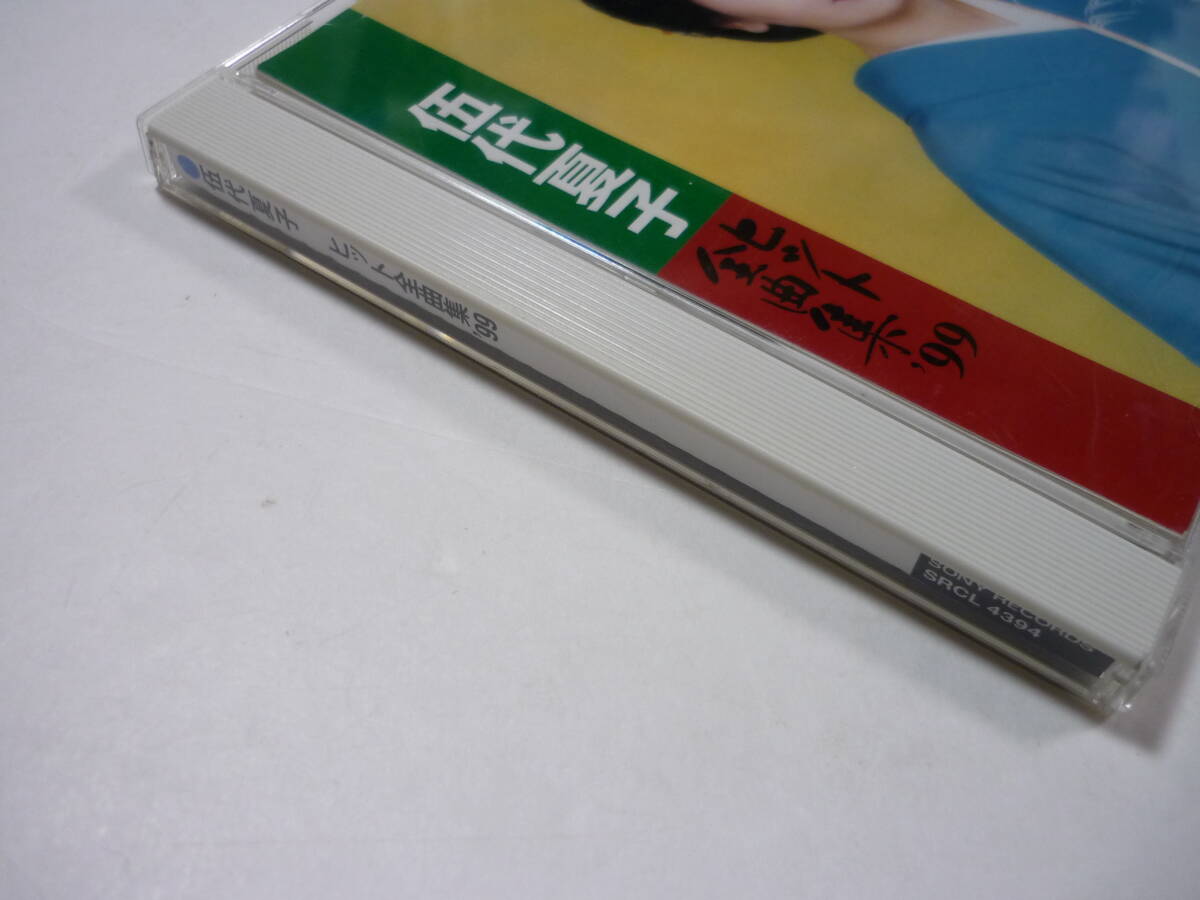 伍代夏子
ヒット
全曲集'99
伍代夏子 ヒット全曲集'99
SONY RECORDS
SRCL 4394